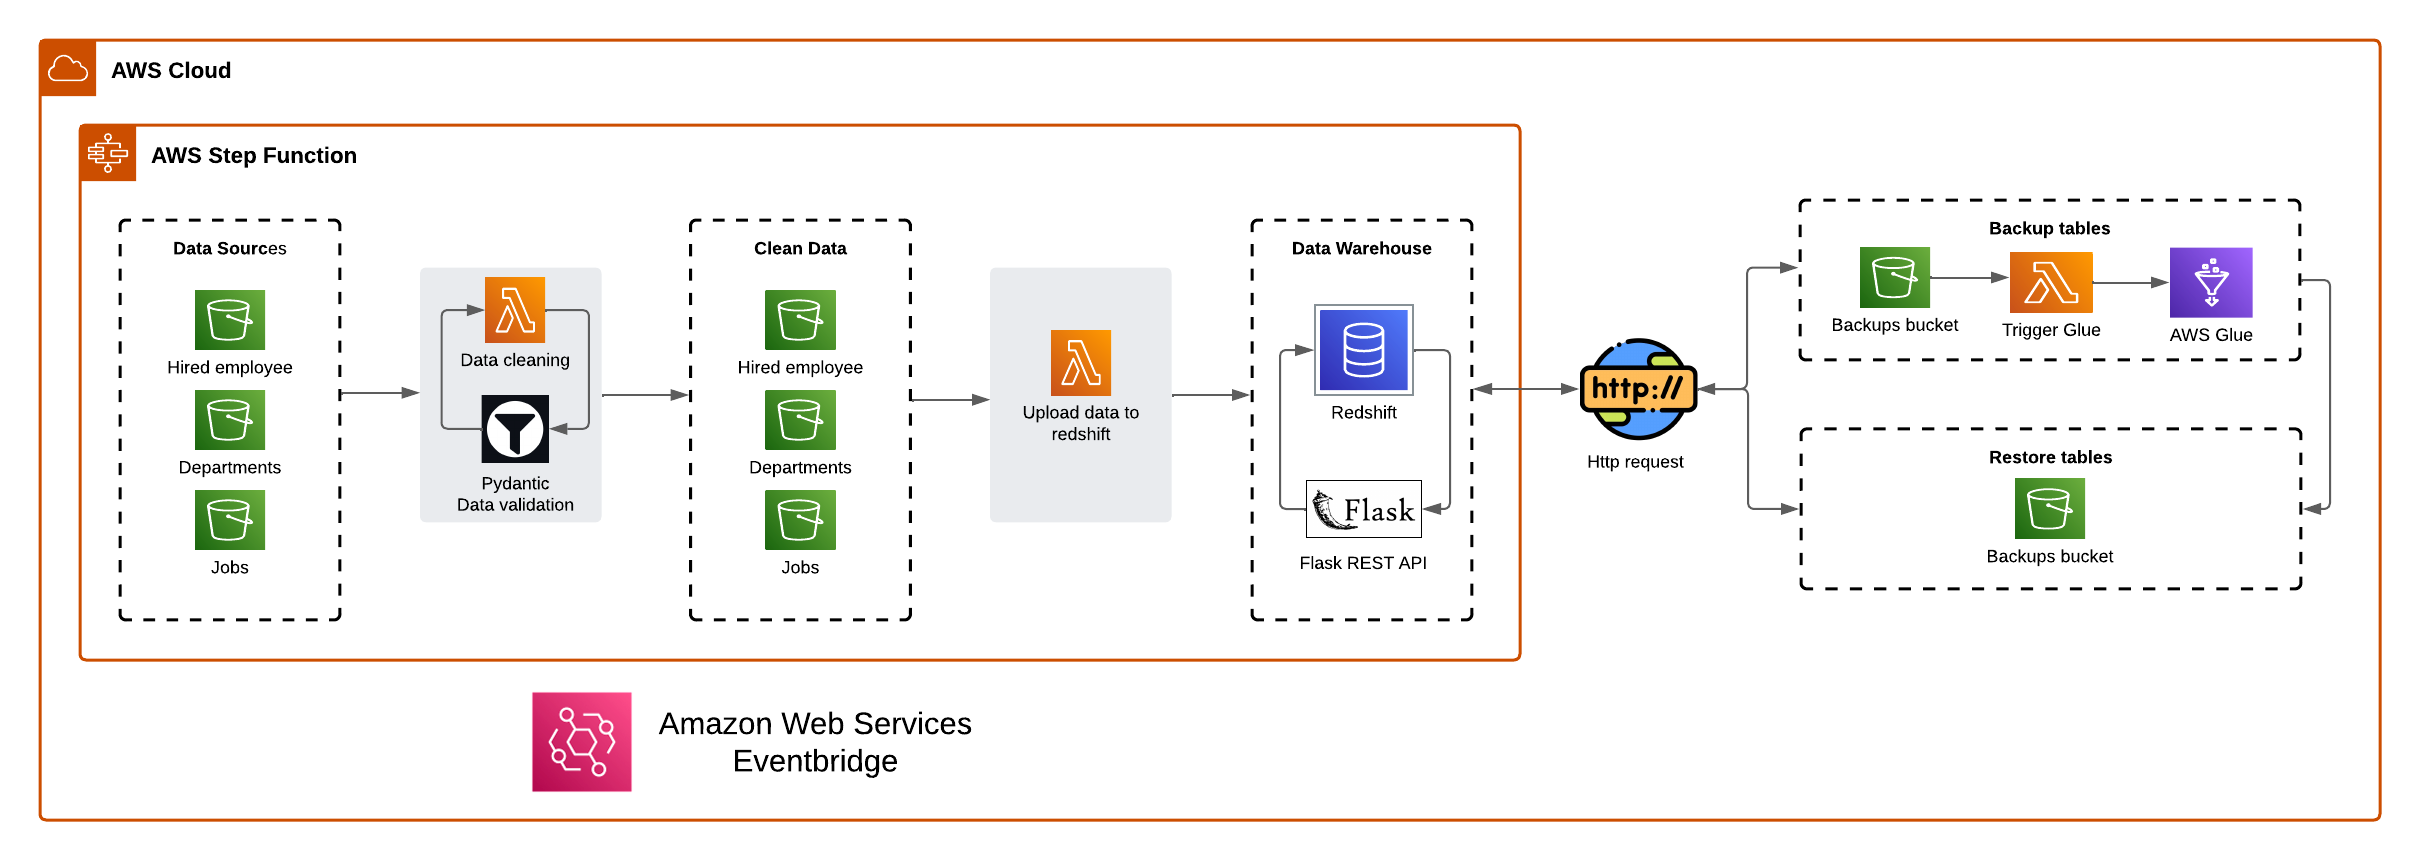 AWS Cloud
AWS Step Function
Data Sources
Hired employee
Departments
Jobs
Data cleaning
Pydantic
Data validation
Clean Data
Hired employee
Departments
Jobs
Upload data to
redshift
Data Warehouse
Redshift
Flask
Flask REST API
http://
Http request
Backup tables
Backups bucket
Trigger Glue
AWS Glue
Restore tables
Backups bucket
Amazon Web Services
Eventbridge